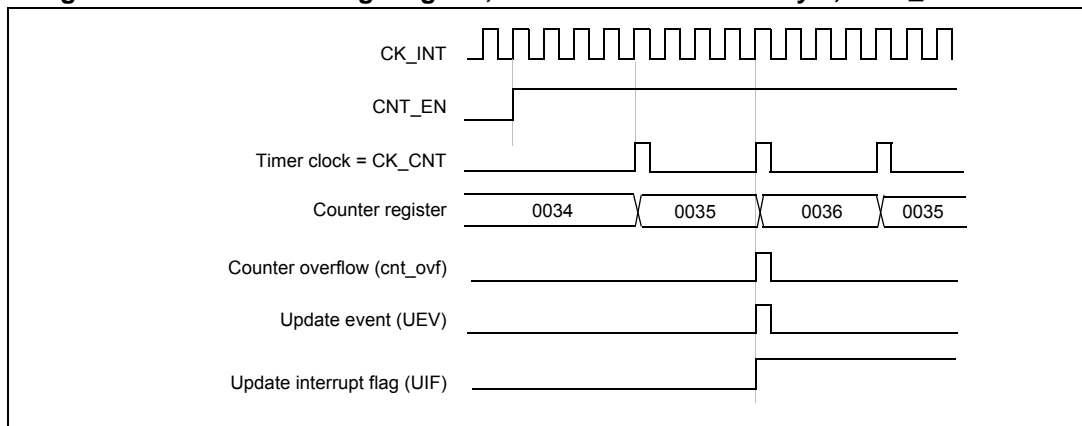 CK_INT
CNT_EN
Timer clock = CK_CNT
Counter register 0034 0035 0036 0035
Counter overflow (cnt_ovf)
Update event (UEV)
Update interrupt flag (UIF)